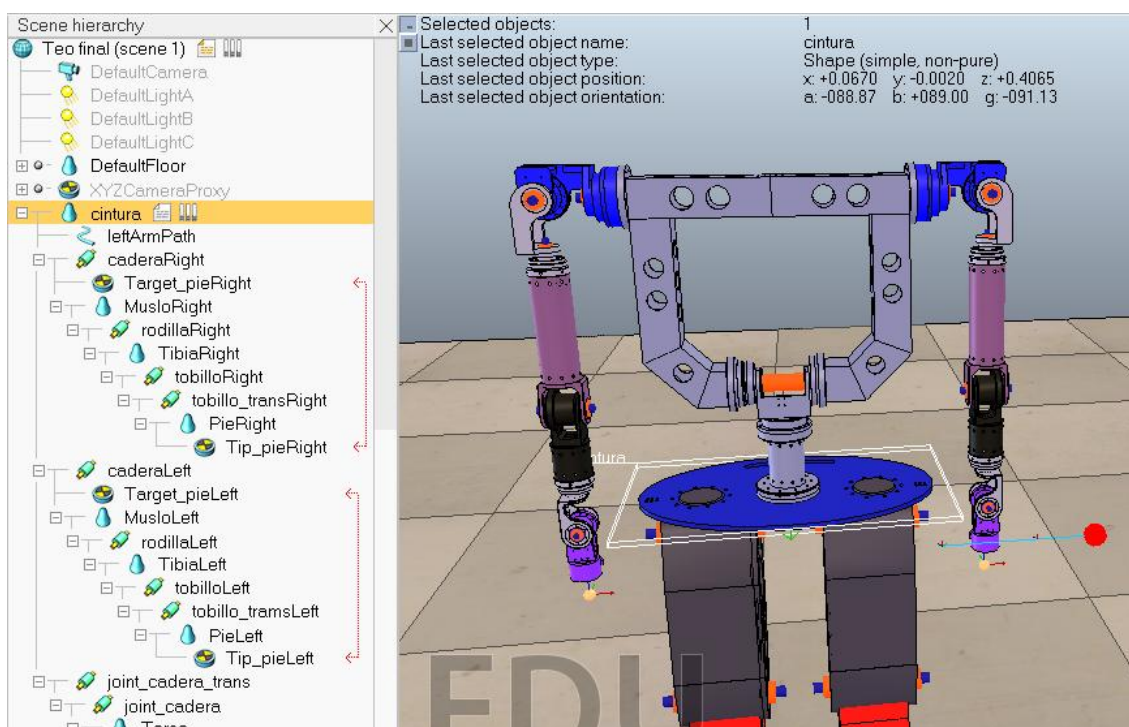 Scene hierarchy
Teo final (scene 1)
DefaultCamera
DefaultLightA
DefaultLightB
DefaultLightC
DefaultFloor
XYZCameraProxy
cintura
leftArmPath
caderaRight
Target_pieRight
MusloRight
rodillaRight
TibiaRight
tobilloRight
tobillo_transRight
PieRight
Tip_pieRight
caderaLeft
Target_pieLeft
MusloLeft
rodillaLeft
TibiaLeft
tobilloLeft
tobillo_tramsLeft
PieLeft
Tip_pieLeft
joint_cadera_trans
joint_cadera
Selected objects: 1
Last selected object name: cintura
Last selected object type: Shape (simple, non-pure)
Last selected object position: x: +0.0670 y: -0.0020 z: +0.4065
Last selected object orientation: a: -088.87 b: +089.00 g: -091.13
ntura
EDU